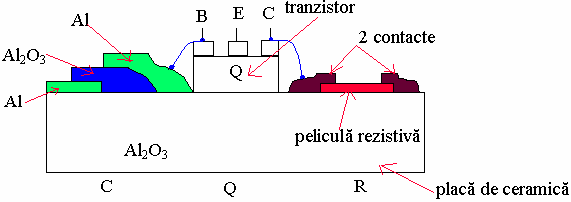 tranzistor
B E C
Al
2 contacte
Al₂O₃
Q
Al
peliculă rezistivă
Al₂O₃
C Q R
placă de ceramică